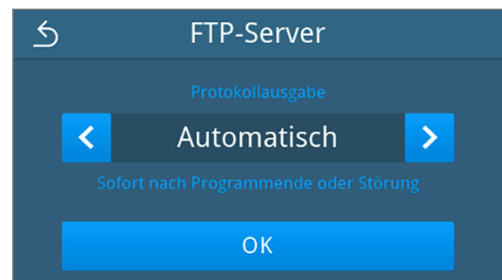 FTP-Server
Protokollausgabe
Automatisch
Sofort nach Programmende oder Störung
OK